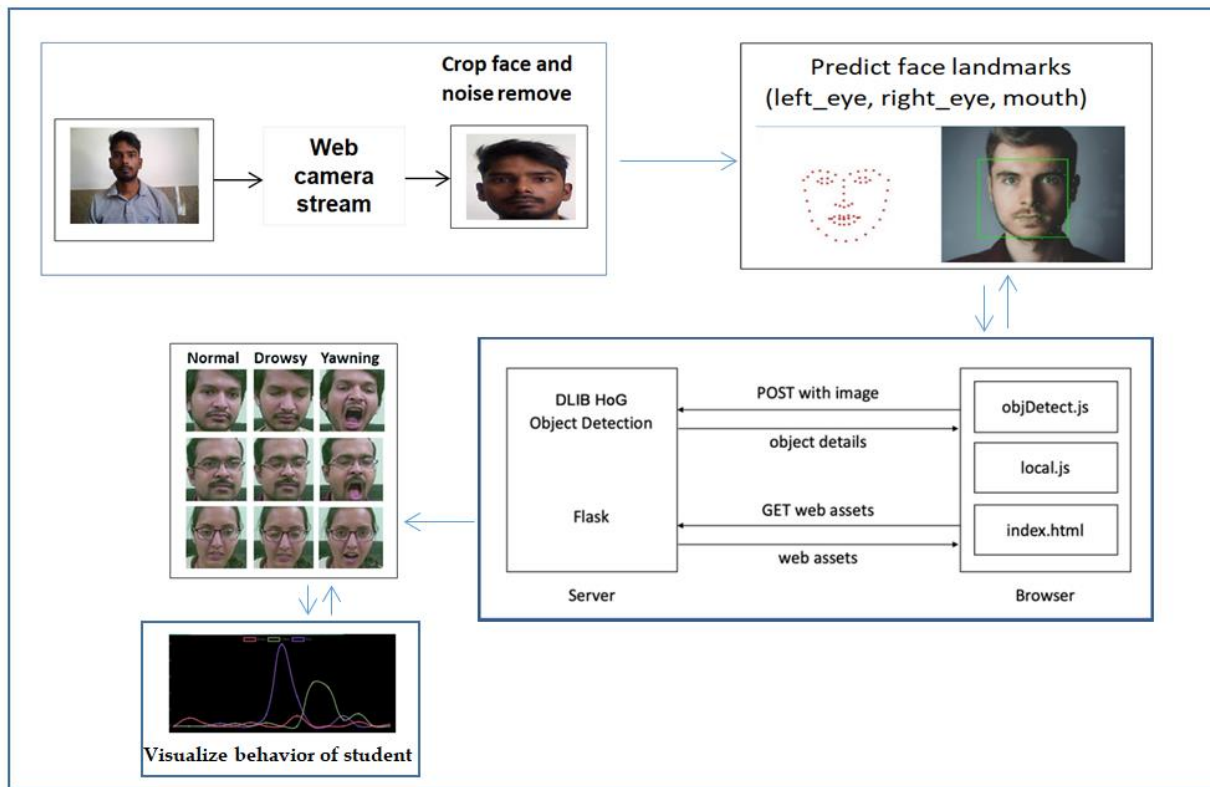 Crop face and
noise remove
Web
camera
stream
Predict face landmarks
(left_eye, right_eye, mouth)
Normal Drowsy Yawning
DLIB HoG
Object Detection
Flask
Server
POST with image
object details
GET web assets
web assets
objDetect.js
local.js
index.html
Browser
Visualize behavior of student